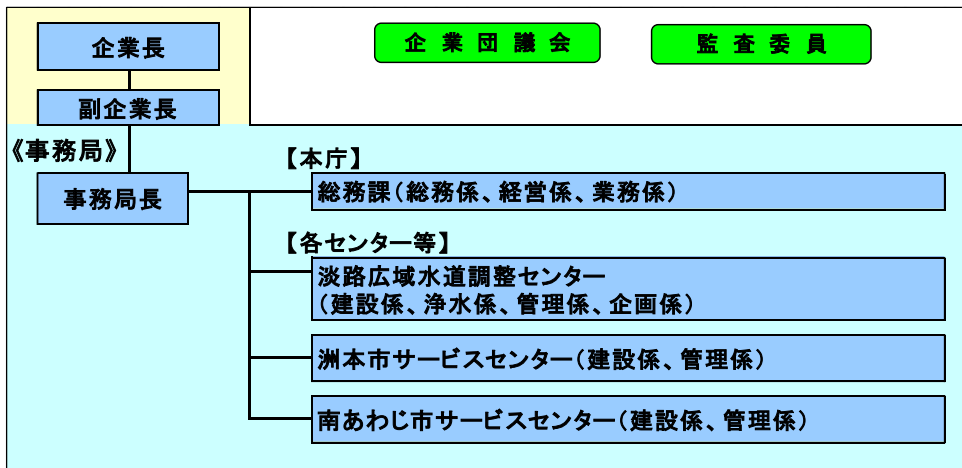 企業長
企業団議会
監査委員
副企業長
《事務局》
事務局長
【本庁】
総務課(総務係、経営係、業務係)
【各センター等】
淡路広域水道調整センター
(建設係、浄水係、管理係、企画係)
洲本市サービスセンター(建設係、管理係)
南あわじ市サービスセンター(建設係、管理係)